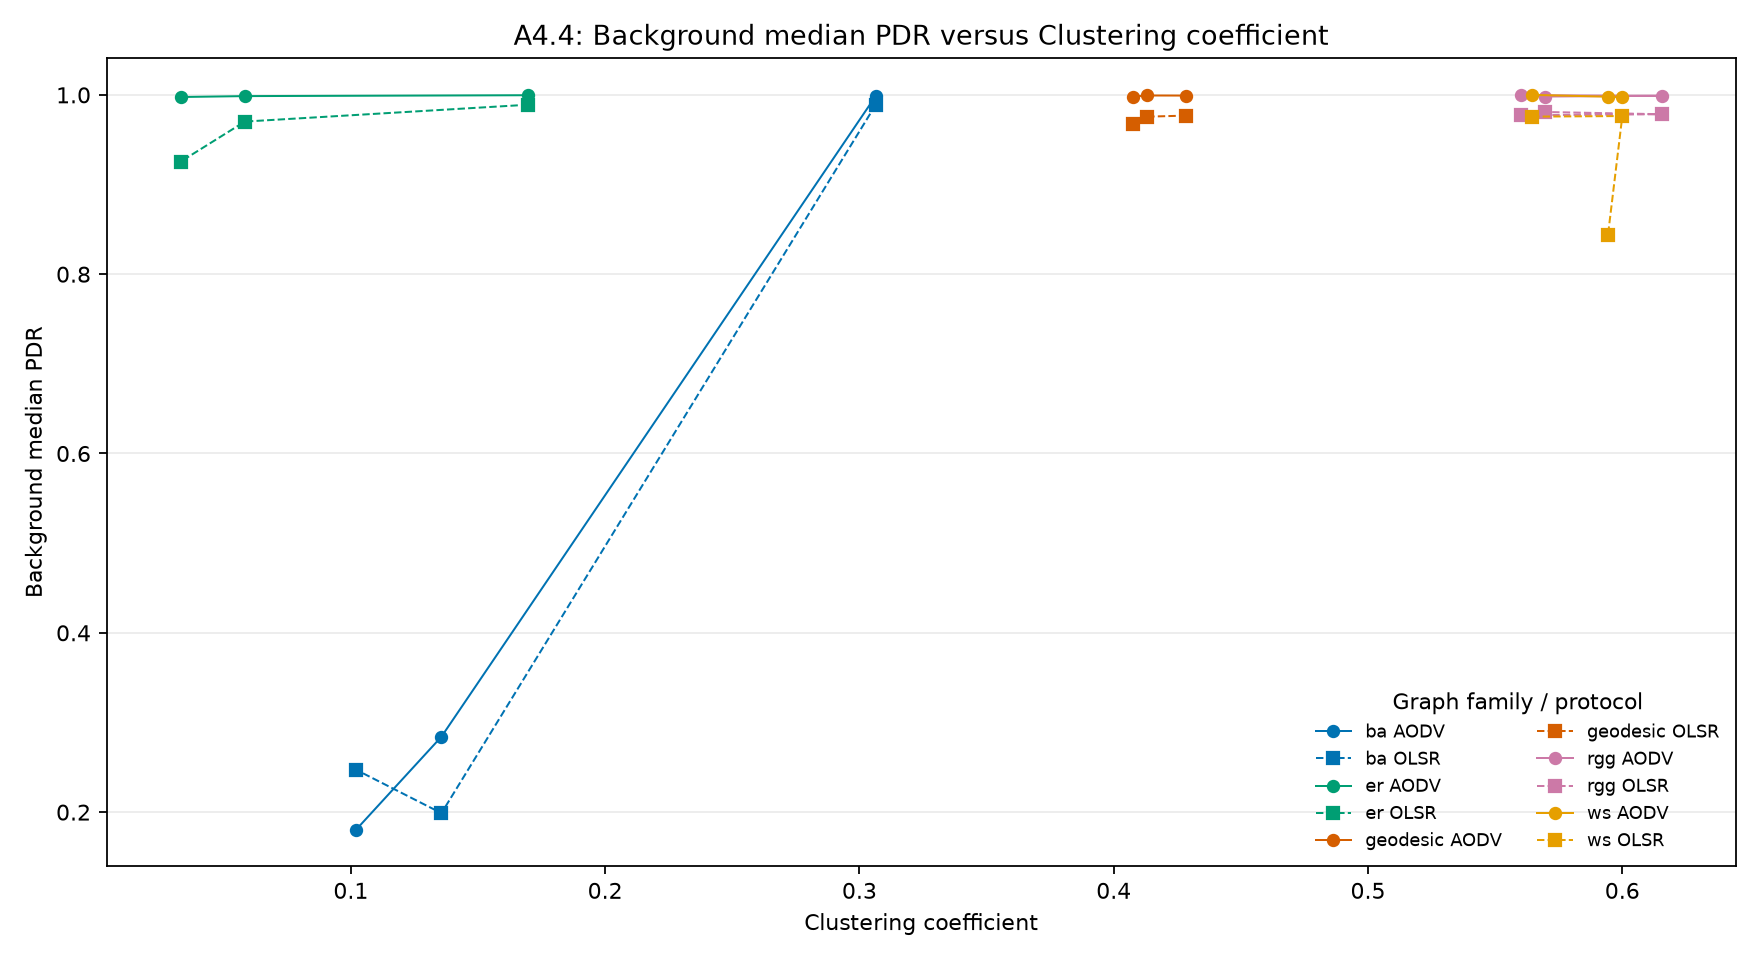 A4.4: Background median PDR versus Clustering coefficient
Background median PDR
1.0
0.8
0.6
0.4
0.2
0.1
0.2
0.3
0.4
0.5
0.6
Clustering coefficient
Graph family / protocol
ba AODV
ba OLSR
er AODV
er OLSR
geodesic AODV
geodesic OLSR
rgg AODV
rgg OLSR
ws AODV
ws OLSR